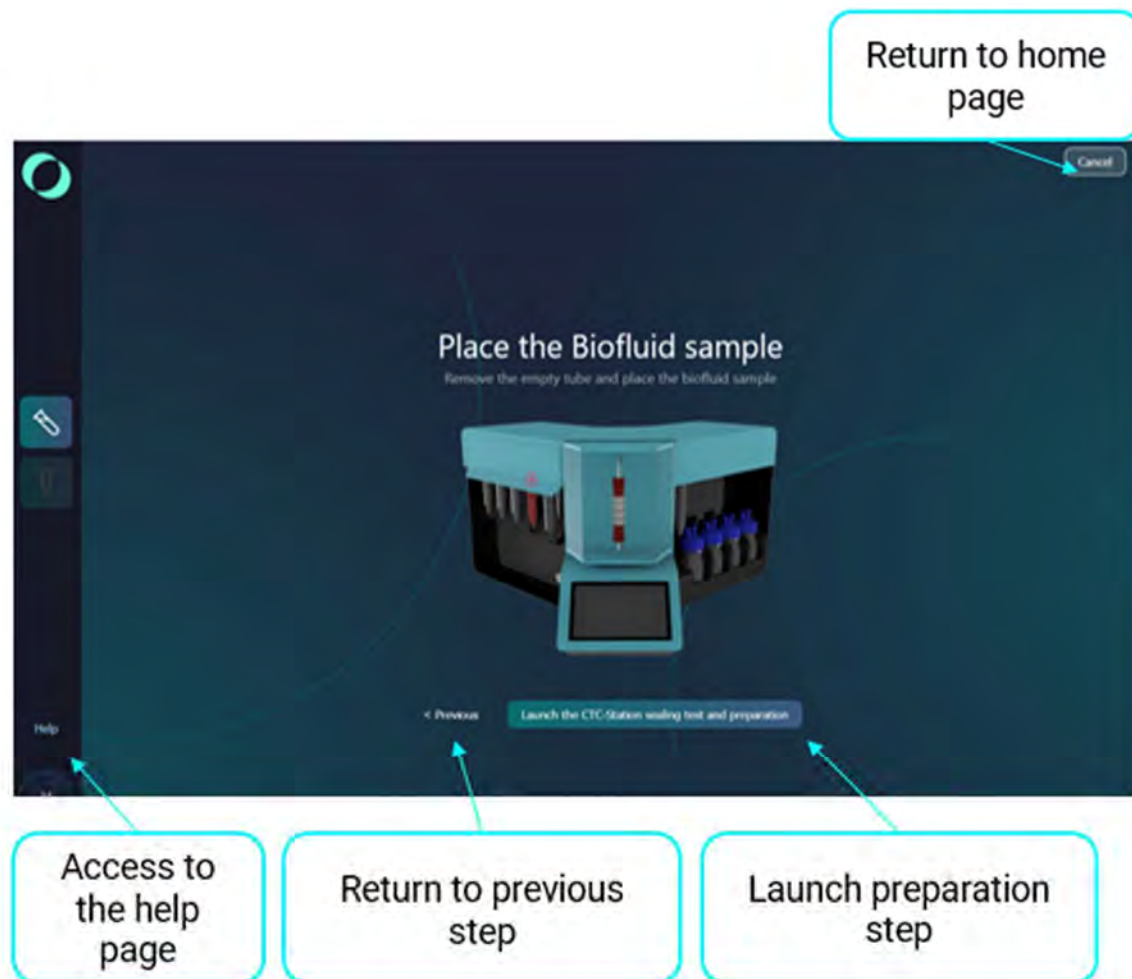 Return to home
page
Cancel
Place the Biofluid sample
Remove the empty tube and place the biofluid sample
< Previous
Launch the CTC-Station sealing test and preparation
Help
Access to
the help
page
Return to previous
step
Launch preparation
step